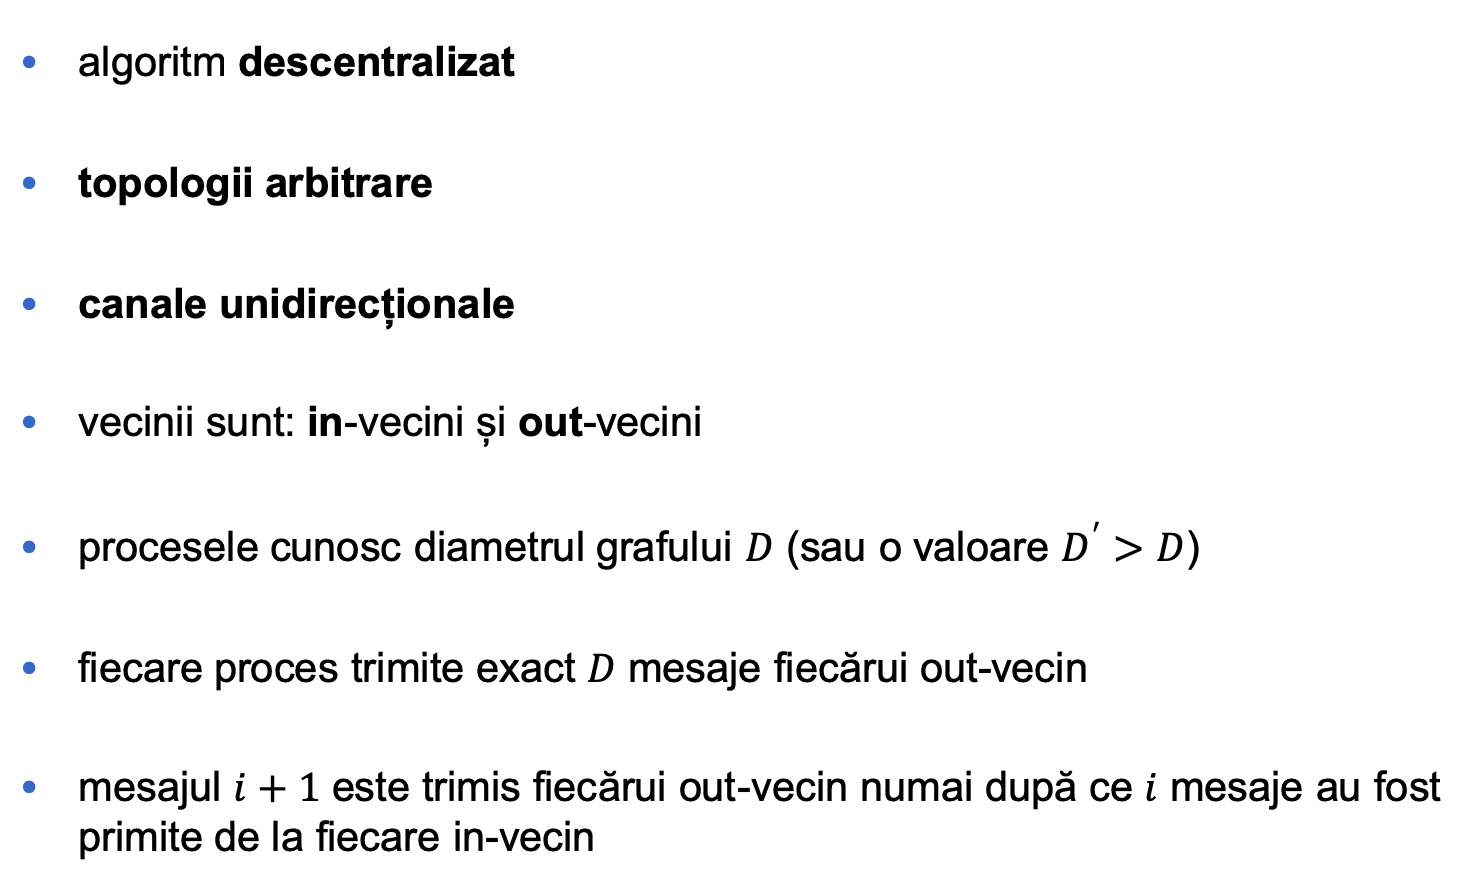 • algoritm descentralizat
• topologii arbitrare
• canale unidirecționale
• vecinii sunt: in-vecini și out-vecini
• procesele cunosc diametrul grafului D (sau o valoare D′ > D)
• fiecare proces trimite exact D mesaje fiecărui out-vecin
• mesajul i + 1 este trimis fiecărui out-vecin numai după ce i mesaje au fost
primite de la fiecare in-vecin